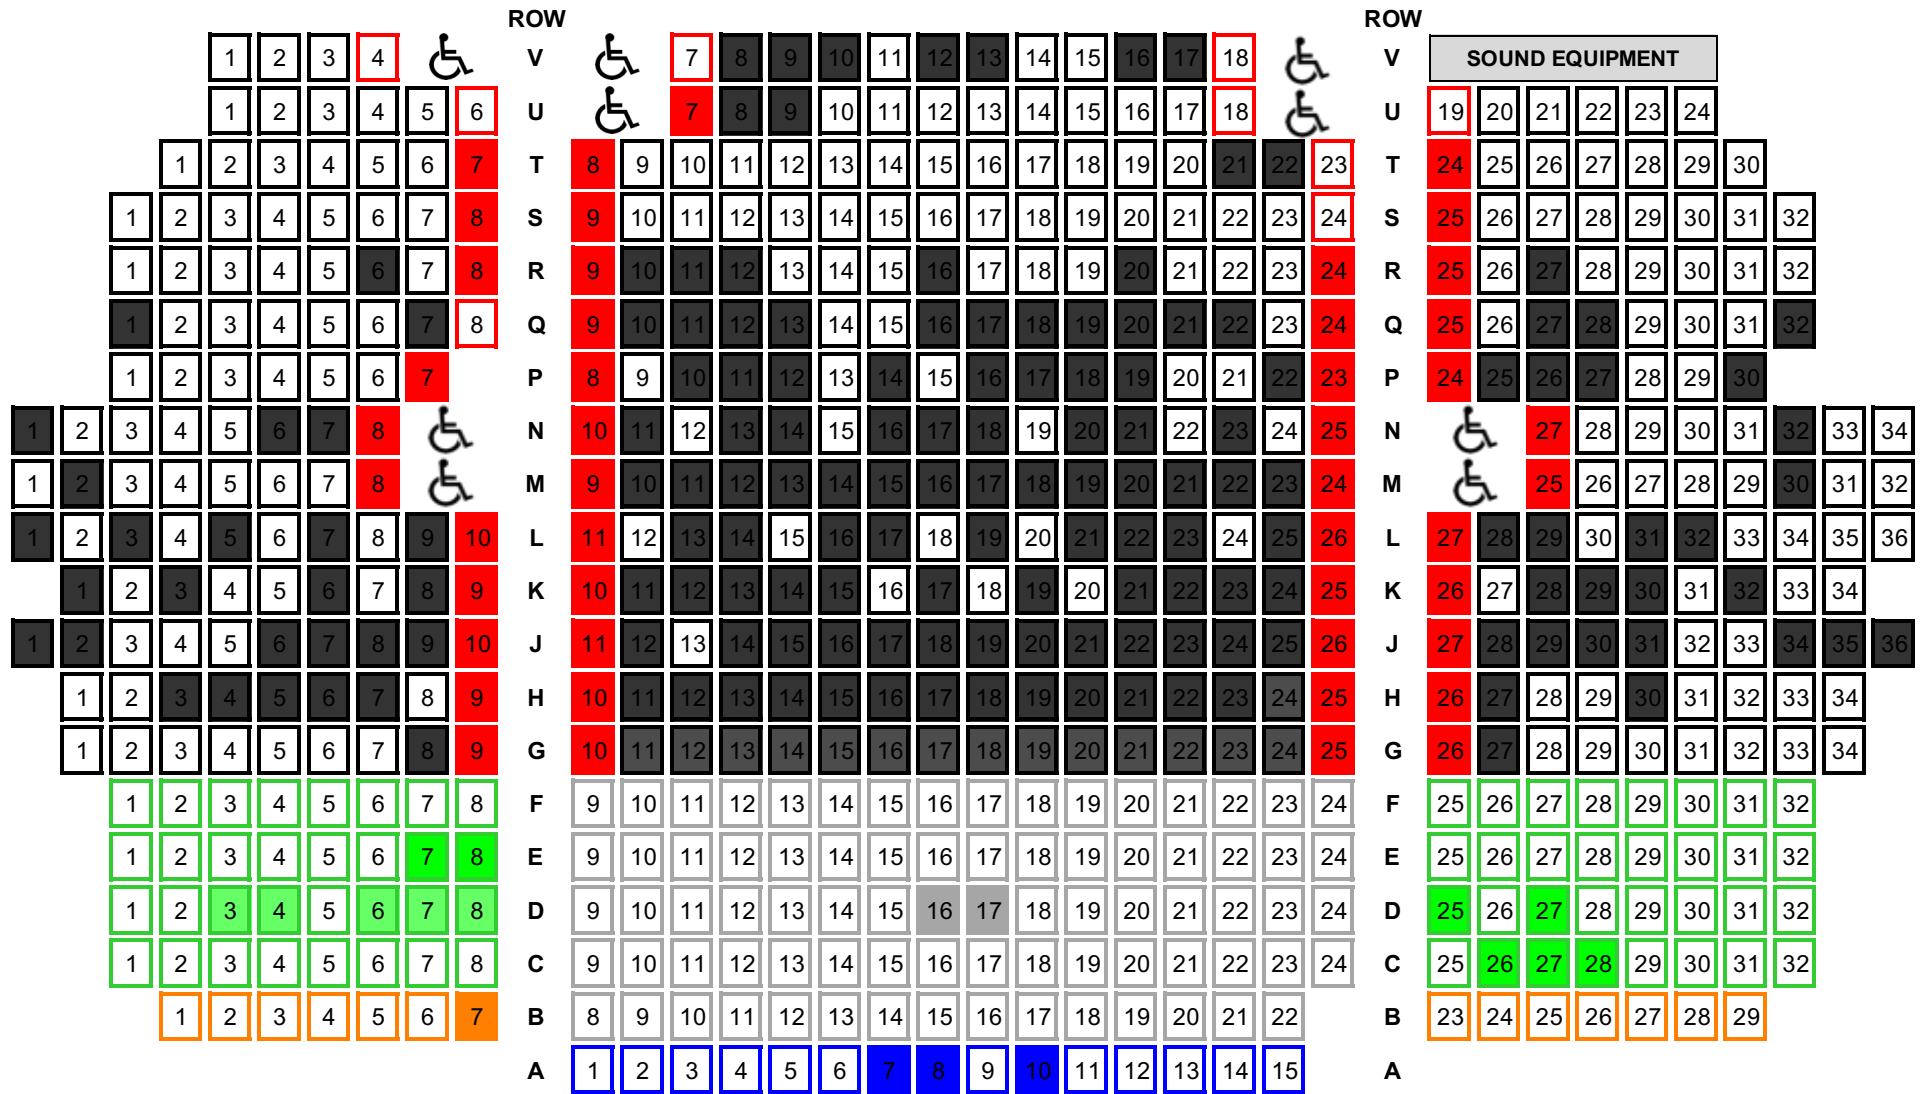 ROW ROW
1 2 3 4 V 7 8 9 10 11 12 13 14 15 16 17 18 V SOUND EQUIPMENT
1 2 3 4 5 6 U 7 8 9 10 11 12 13 14 15 16 17 18 U 19 20 21 22 23 24
1 2 3 4 5 6 7 T 8 9 10 11 12 13 14 15 16 17 18 19 20 21 22 23 T 24 25 26 27 28 29 30
1 2 3 4 5 6 7 8 S 9 10 11 12 13 14 15 16 17 18 19 20 21 22 23 24 S 25 26 27 28 29 30 31 32
1 2 3 4 5 6 7 8 R 9 10 11 12 13 14 15 16 17 18 19 20 21 22 23 24 R 25 26 27 28 29 30 31 32
1 2 3 4 5 6 7 8 Q 9 10 11 12 13 14 15 16 17 18 19 20 21 22 23 24 Q 25 26 27 28 29 30 31 32
1 2 3 4 5 6 7 P 8 9 10 11 12 13 14 15 16 17 18 19 20 21 22 23 P 24 25 26 27 28 29 30
1 2 3 4 5 6 7 8 N 10 11 12 13 14 15 16 17 18 19 20 21 22 23 24 25 N 27 28 29 30 31 32 33 34
1 2 3 4 5 6 7 8 M 9 10 11 12 13 14 15 16 17 18 19 20 21 22 23 24 M 25 26 27 28 29 30 31 32
1 2 3 4 5 6 7 8 9 10 L 11 12 13 14 15 16 17 18 19 20 21 22 23 24 25 26 L 27 28 29 30 31 32 33 34 35 36
1 2 3 4 5 6 7 8 9 K 10 11 12 13 14 15 16 17 18 19 20 21 22 23 24 25 K 26 27 28 29 30 31 32 33 34
1 2 3 4 5 6 7 8 9 10 J 11 12 13 14 15 16 17 18 19 20 21 22 23 24 25 26 J 27 28 29 30 31 32 33 34 35 36
1 2 3 4 5 6 7 8 9 H 10 11 12 13 14 15 16 17 18 19 20 21 22 23 24 25 H 26 27 28 29 30 31 32 33 34
1 2 3 4 5 6 7 8 9 G 10 11 12 13 14 15 16 17 18 19 20 21 22 23 24 25 G 26 27 28 29 30 31 32 33 34
1 2 3 4 5 6 7 8 F 9 10 11 12 13 14 15 16 17 18 19 20 21 22 23 24 F 25 26 27 28 29 30 31 32
1 2 3 4 5 6 7 8 E 9 10 11 12 13 14 15 16 17 18 19 20 21 22 23 24 E 25 26 27 28 29 30 31 32
1 2 3 4 5 6 7 8 D 9 10 11 12 13 14 15 16 17 18 19 20 21 22 23 24 D 25 26 27 28 29 30 31 32
1 2 3 4 5 6 7 8 C 9 10 11 12 13 14 15 16 17 18 19 20 21 22 23 24 C 25 26 27 28 29 30 31 32
1 2 3 4 5 6 7 B 8 9 10 11 12 13 14 15 16 17 18 19 20 21 22 B 23 24 25 26 27 28 29
A 1 2 3 4 5 6 7 8 9 10 11 12 13 14 15 A